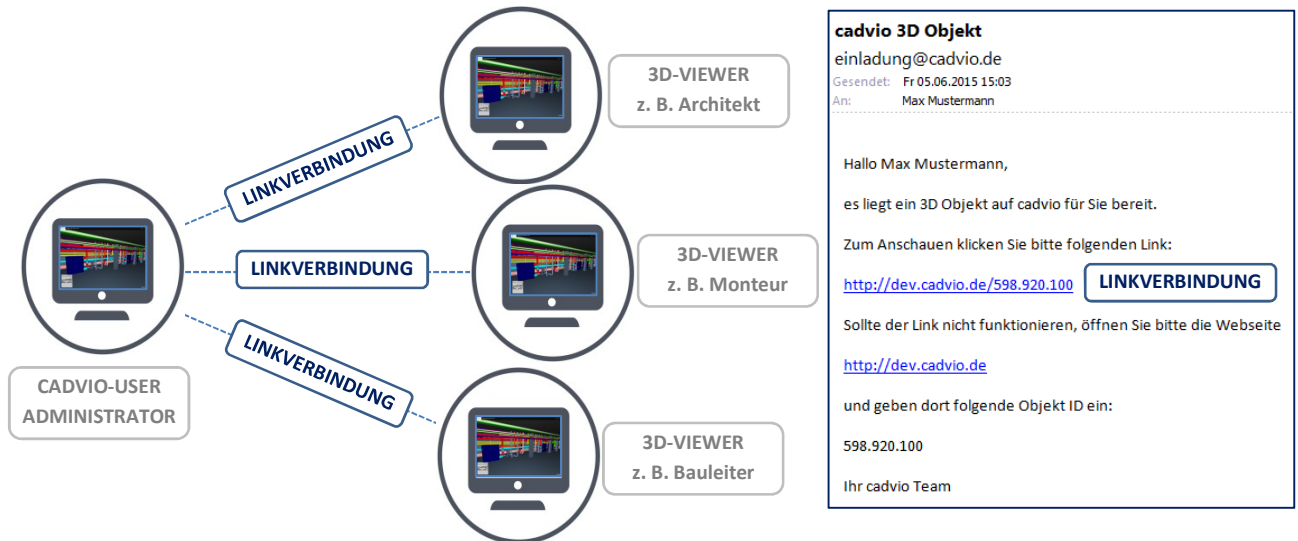 3D-VIEWER
z. B. Architekt
LINKVERBINDUNG
LINKVERBINDUNG
3D-VIEWER
z. B. Monteur
LINKVERBINDUNG
CADVIO-USER
ADMINISTRATOR
3D-VIEWER
z. B. Bauleiter
cadvio 3D Objekt
einladung@cadvio.de
Gesendet: Fr 05.06.2015 15:03
An: Max Mustermann
Hallo Max Mustermann,
es liegt ein 3D Objekt auf cadvio für Sie bereit.
Zum Anschauen klicken Sie bitte folgenden Link:
http://dev.cadvio.de/598.920.100 LINKVERBINDUNG
Sollte der Link nicht funktionieren, öffnen Sie bitte die Webseite
http://dev.cadvio.de
und geben dort folgende Objekt ID ein:
598.920.100
Ihr cadvio Team